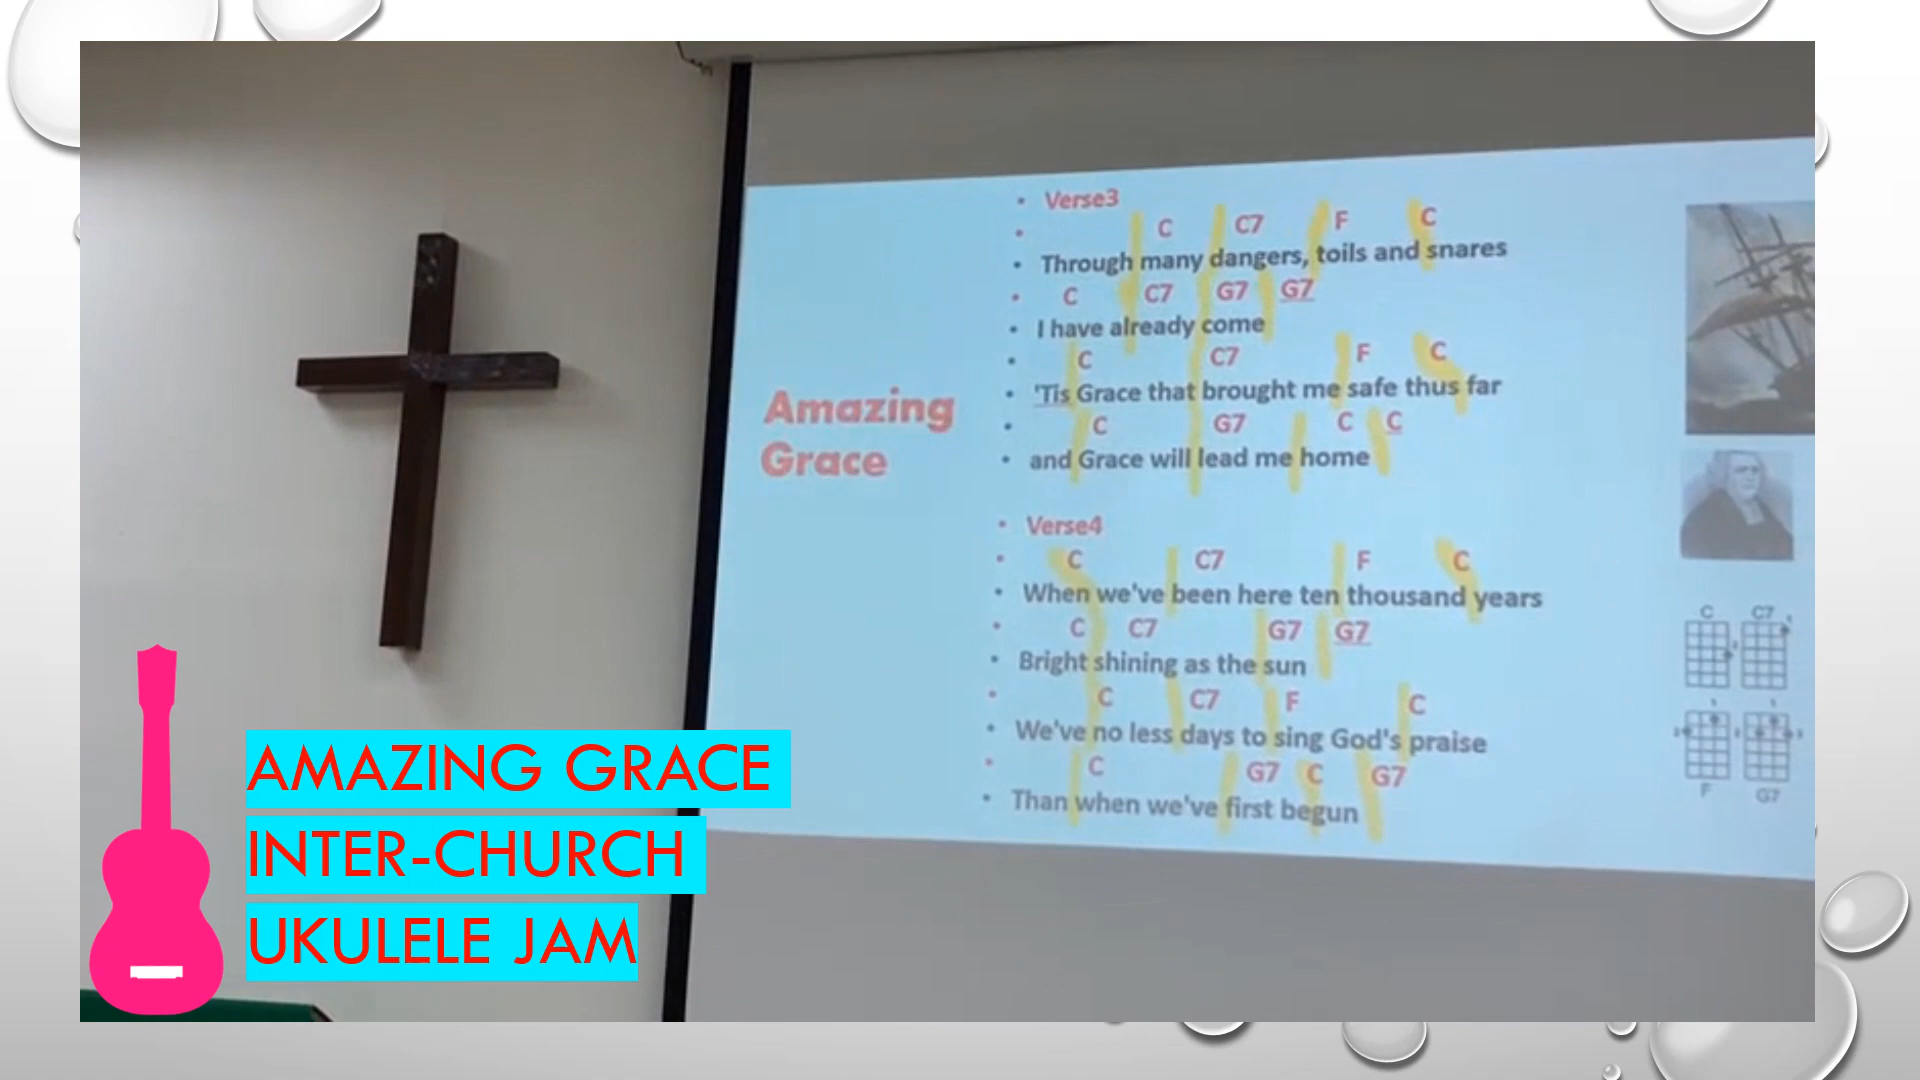 Verse3
C C7 F C
Through many dangers, toils and snares
C C7 G7 G7
I have already come
C C7 F C
'Tis Grace that brought me safe thus far
C G7 C C
and Grace will lead me home
Amazing
Grace
Verse4
C C7 F C
When we've been here ten thousand years
C C7 G7 G7
Bright shining as the sun
C C7 F C
We've no less days to sing God's praise
C G7 C G7
Than when we've first begun
C C7
F G7
AMAZING GRACE
INTER-CHURCH
UKULELE JAM